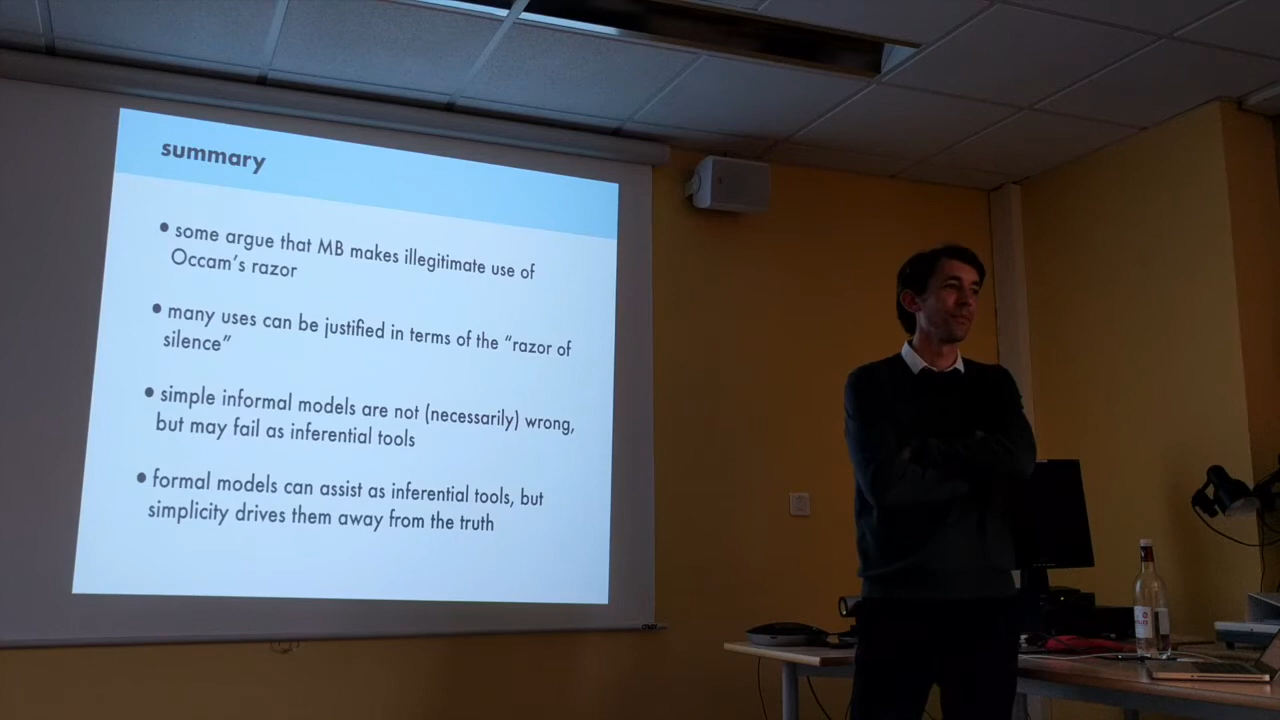 summary
• some argue that MB makes illegitimate use of
Occam's razor
• many uses can be justified in terms of the “razor of
silence”
• simple informal models are not (necessarily) wrong,
but may fail as inferential tools
• formal models can assist as inferential tools, but
simplicity drives them away from the truth